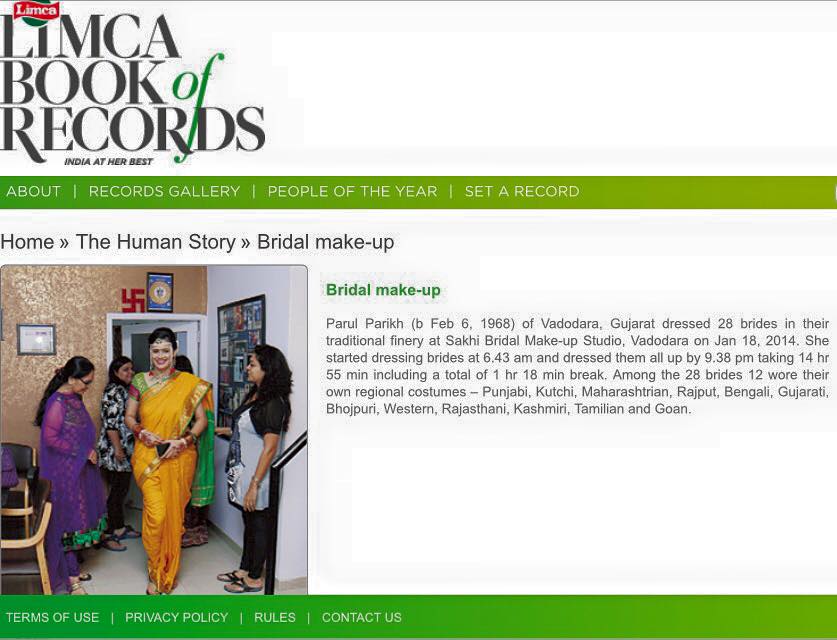 Limca
LIMCA
BOOK of
RECORDS
INDIA AT HER BEST
ABOUT | RECORDS GALLERY | PEOPLE OF THE YEAR | SET A RECORD
Home » The Human Story » Bridal make-up
Bridal make-up
Parul Parikh (b Feb 6, 1968) of Vadodara, Gujarat dressed 28 brides in their
traditional finery at Sakhi Bridal Make-up Studio, Vadodara on Jan 18, 2014. She
started dressing brides at 6.43 am and dressed them all up by 9.38 pm taking 14 hr
55 min including a total of 1 hr 18 min break. Among the 28 brides 12 wore their
own regional costumes – Punjabi, Kutchi, Maharashtrian, Rajput, Bengali, Gujarati,
Bhojpuri, Western, Rajasthani, Kashmiri, Tamilian and Goan.
TERMS OF USE | PRIVACY POLICY | RULES | CONTACT US